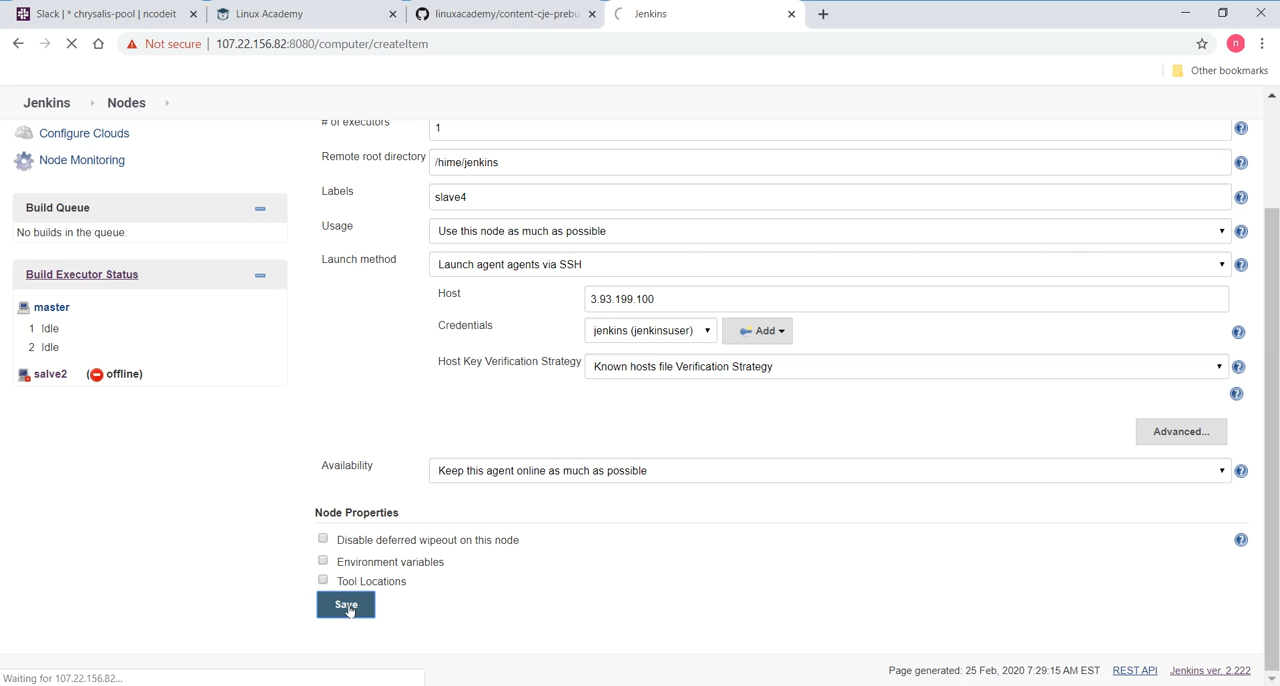 Slack | * chrysalis-pool | ncodeit
Linux Academy
linuxacademy/content-cje-prebu
Jenkins
Not secure | 107.22.156.82:8080/computer/createItem
n
Other bookmarks
Jenkins Nodes
Configure Clouds
Node Monitoring
Build Queue
No builds in the queue.
Build Executor Status
master
1 Idle
2 Idle
salve2 ( offline)
# of executors 1
Remote root directory /hime/jenkins
Labels slave4
Usage Use this node as much as possible
Launch method Launch agent agents via SSH
Host 3.93.199.100
Credentials jenkins (jenkinsuser) Add
Host Key Verification Strategy Known hosts file Verification Strategy
Advanced...
Availability Keep this agent online as much as possible
Node Properties
Disable deferred wipeout on this node
Environment variables
Tool Locations
Save
Page generated: 25 Feb, 2020 7:29:15 AM EST REST API Jenkins ver. 2.222
Waiting for 107.22.156.82...